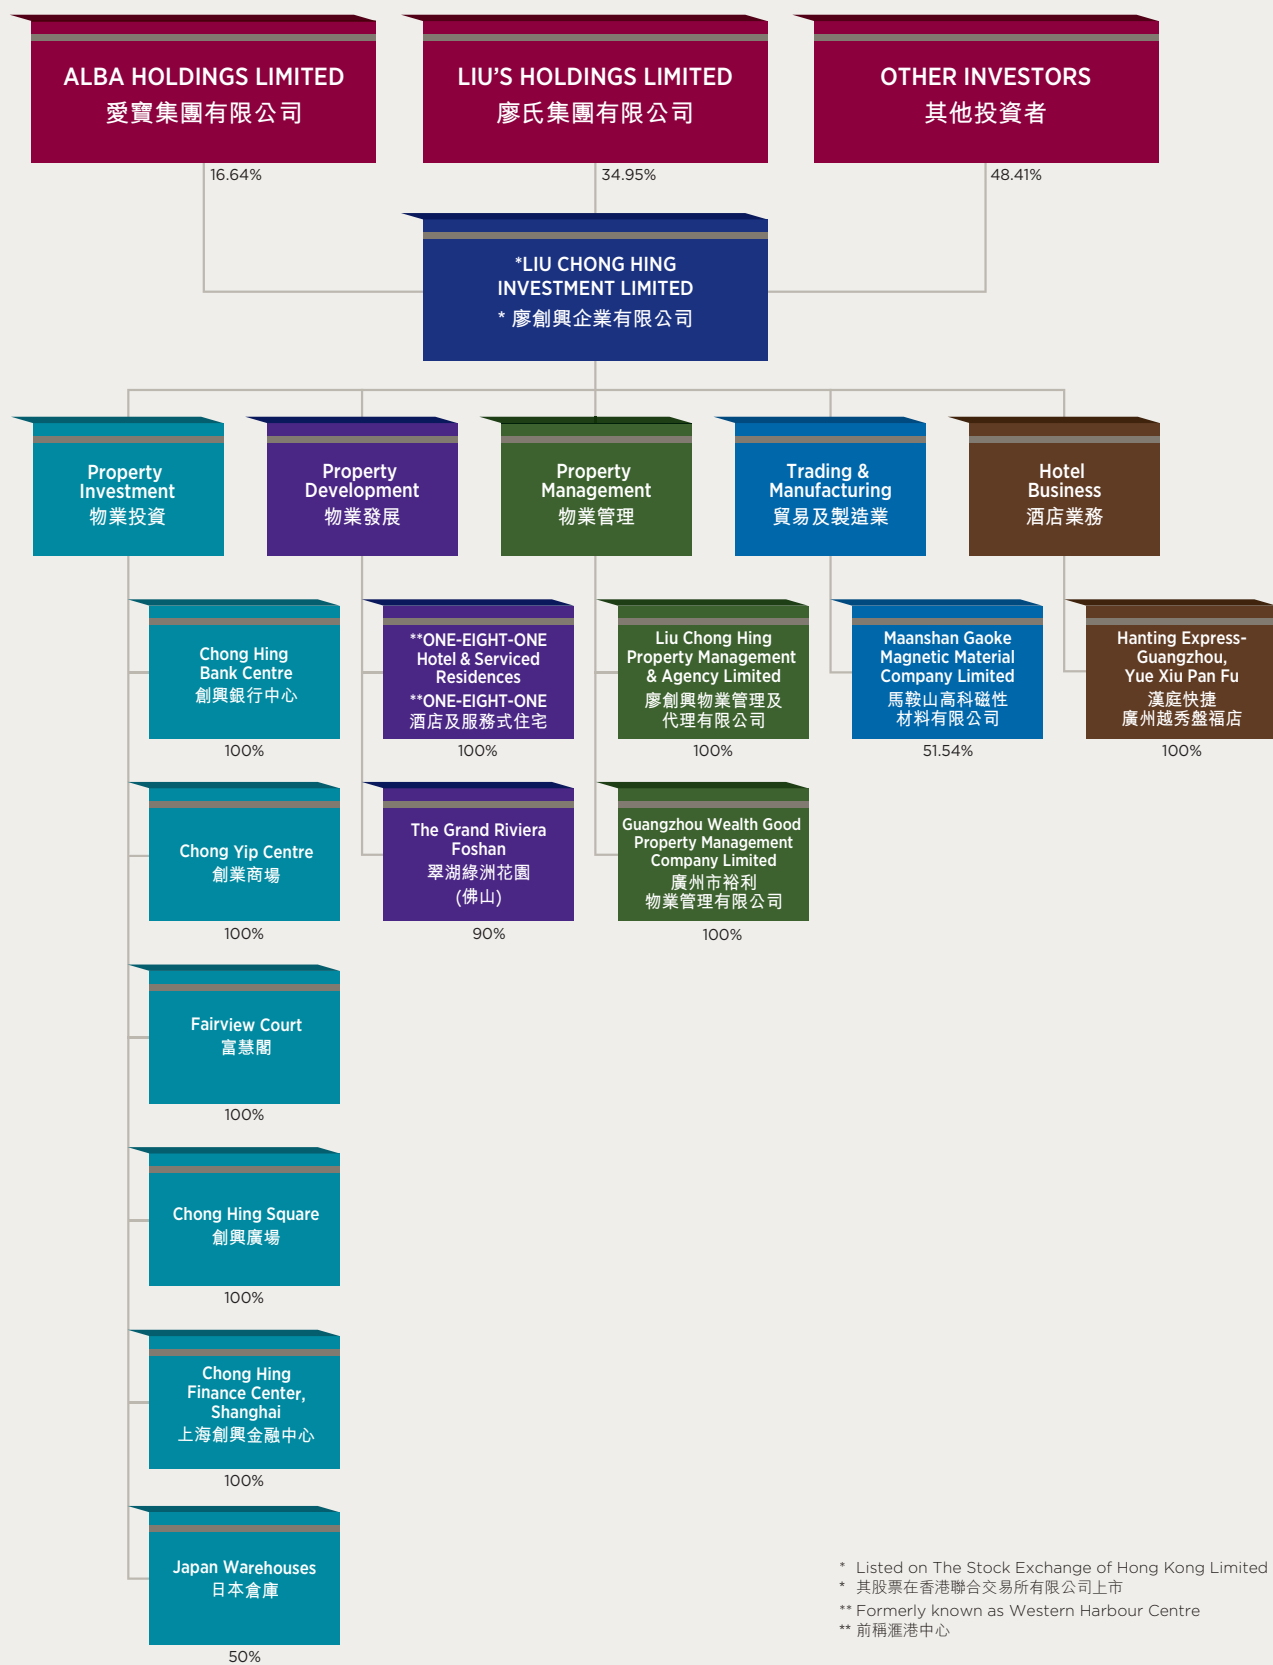 ALBA HOLDINGS LIMITED
愛寶集團有限公司
16.64%
LIU'S HOLDINGS LIMITED
廖氏集團有限公司
34.95%
OTHER INVESTORS
其他投資者
48.41%
*LIU CHONG HING
INVESTMENT LIMITED
* 廖創興企業有限公司
Property
Investment
物業投資
Property
Development
物業發展
Property
Management
物業管理
Trading &
Manufacturing
貿易及製造業
Hotel
Business
酒店業務
Chong Hing
Bank Centre
創興銀行中心
100%
**ONE-EIGHT-ONE
Hotel & Serviced
Residences
**ONE-EIGHT-ONE
酒店及服務式住宅
100%
Liu Chong Hing
Property Management
& Agency Limited
廖創興物業管理及
代理有限公司
100%
Maanshan Gaoke
Magnetic Material
Company Limited
馬鞍山高科磁性
材料有限公司
51.54%
Hanting Express-
Guangzhou,
Yue Xiu Pan Fu
漢庭快捷
廣州越秀盤福店
100%
Chong Yip Centre
創業商場
100%
The Grand Riviera
Foshan
翠湖綠洲花園
(佛山)
90%
Guangzhou Wealth Good
Property Management
Company Limited
廣州市裕利
物業管理有限公司
100%
Fairview Court
富慧閣
100%
Chong Hing Square
創興廣場
100%
Chong Hing
Finance Center,
Shanghai
上海創興金融中心
100%
Japan Warehouses
日本倉庫
50%
* Listed on The Stock Exchange of Hong Kong Limited
* 其股票在香港聯合交易所有限公司上市
** Formerly known as Western Harbour Centre
** 前稱滙港中心